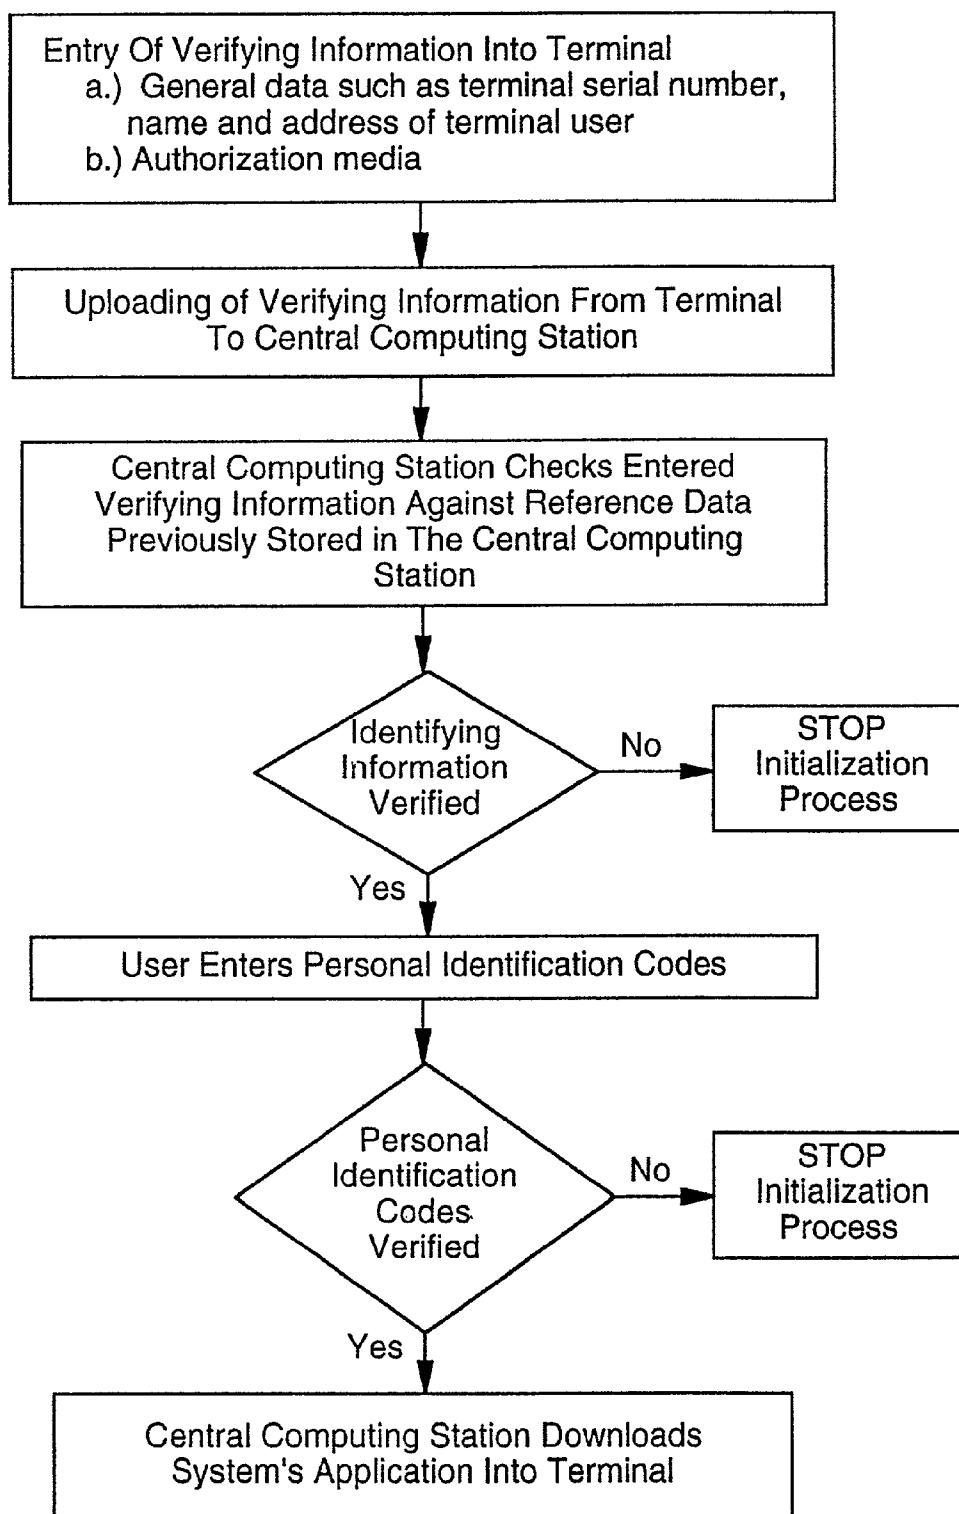 Entry Of Verifying Information Into Terminal
a.) General data such as terminal serial number,
name and address of terminal user
b.) Authorization media
Uploading of Verifying Information From Terminal
To Central Computing Station
Central Computing Station Checks Entered
Verifying Information Against Reference Data
Previously Stored in The Central Computing
Station
Identifying
Information
Verified
No
STOP
Initialization
Process
Yes
User Enters Personal Identification Codes
Personal
Identification
Codes
Verified
No
STOP
Initialization
Process
Yes
Central Computing Station Downloads
System's Application Into Terminal